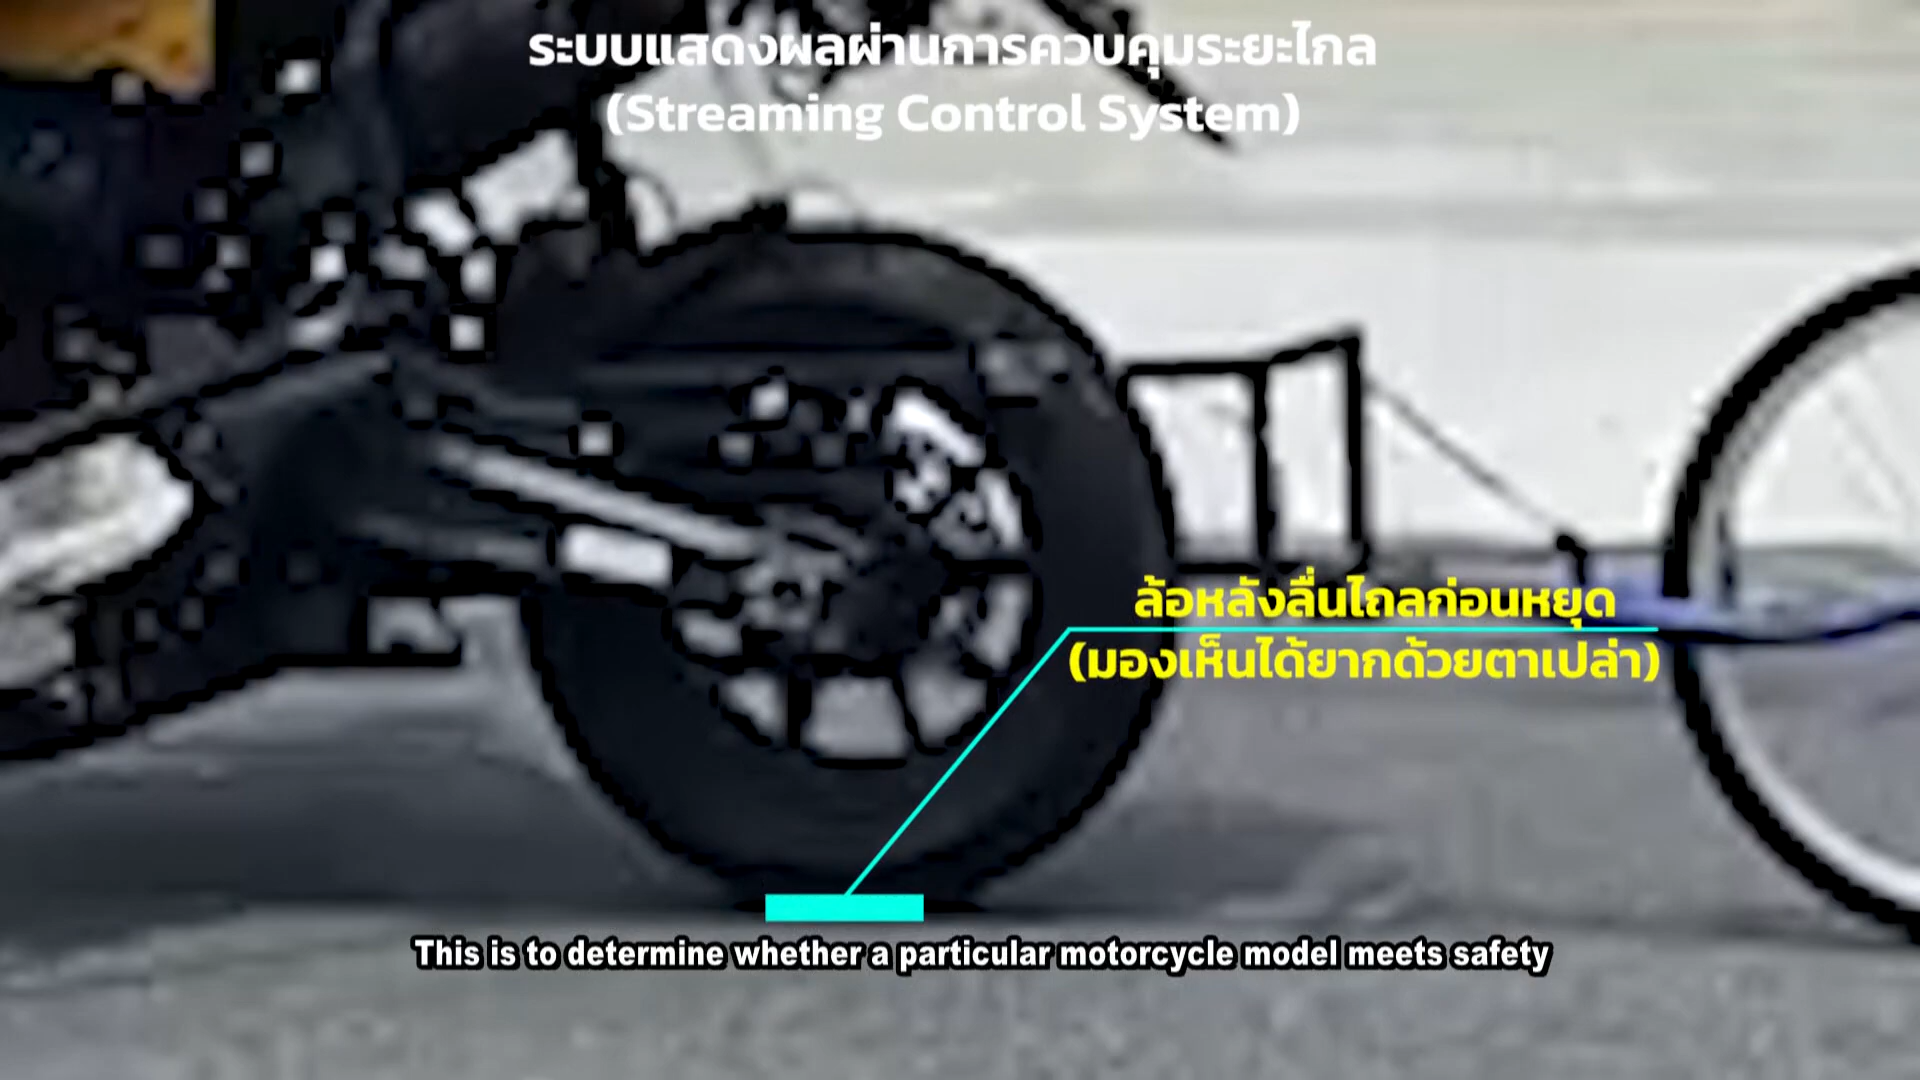 ระบบแสดงผลผ่านการควบคุมระยะไกล
(Streaming Control System)
ล้อหลังลื่นไถลก่อนหยุด
(มองเห็นได้ยากด้วยตาเปล่า)
This is to determine whether a particular motorcycle model meets safety